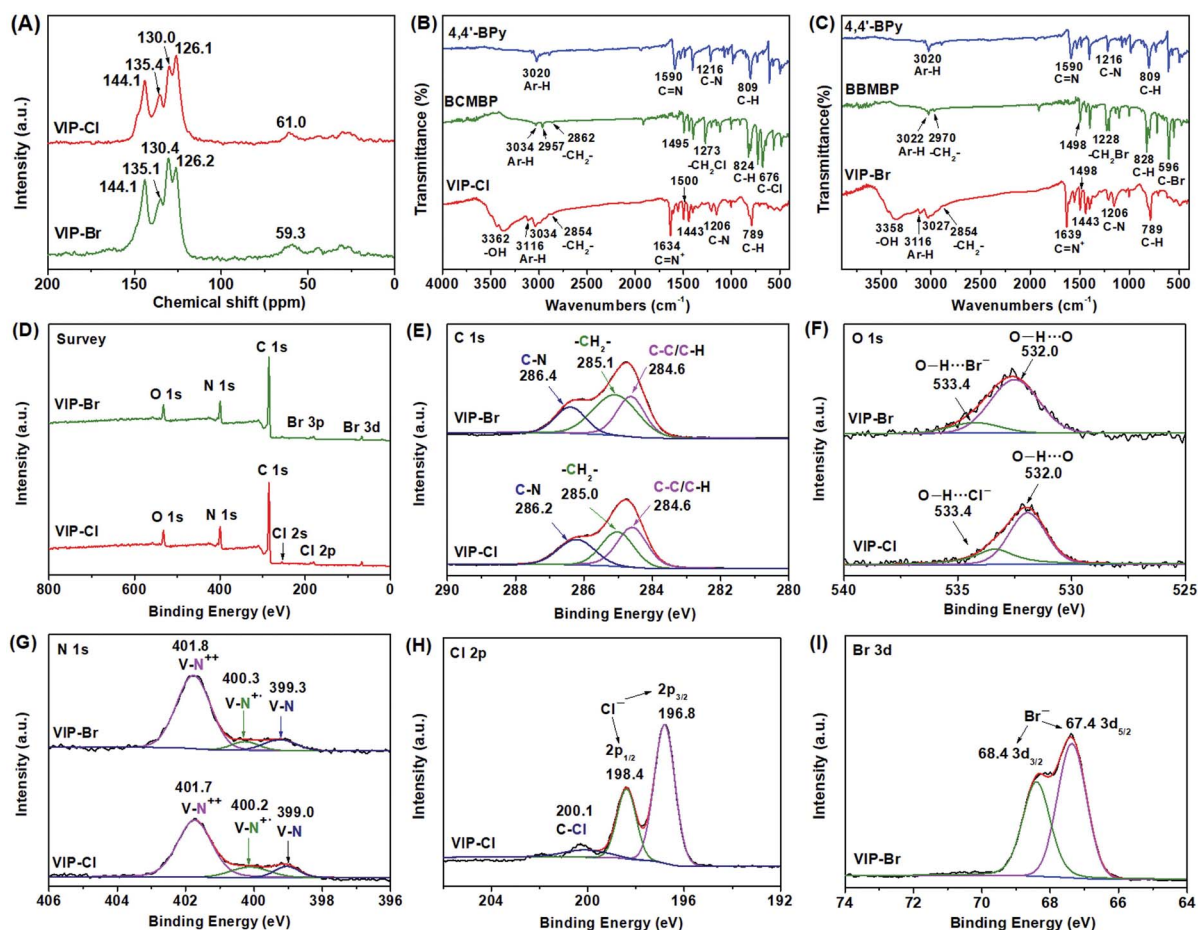 (A)
Intensity (a.u.)
144.1
135.4
130.0
126.1
61.0
VIP-Cl
144.1
135.1
130.4
126.2
59.3
VIP-Br
200 150 100 50 0
Chemical shift (ppm)
(B)
Transmittance (%)
4,4'-BPy
3020
Ar-H
1590
C=N
1216
C-N
809
C-H
BCMBP
3034
Ar-H
2957
2862
-CH2-
1495
1273
-CH2Cl
824
C-H
676
C-Cl
VIP-Cl
3362
-OH
3116
Ar-H
3034
2854
-CH2-
1634
C=N+
1500
1443
1206
C-N
789
C-H
4000 3500 3000 2500 2000 1500 1000 500
Wavenumbers (cm-1)
(C)
Transmittance(%)
4,4'-BPy
3020
Ar-H
1590
C=N
1216
C-N
809
C-H
BBMBP
3022
Ar-H
2970
-CH2-
1498
1228
-CH2Br
828
C-H
596
C-Br
VIP-Br
3358
-OH
3116
Ar-H
3027
2854
-CH2-
1639
C=N+
1498
1443
1206
C-N
789
C-H
3500 3000 2500 2000 1500 1000 500
Wavenumbers (cm-1)
(D)
Intensity (a.u.)
Survey
C 1s
O 1s
N 1s
Br 3p
Br 3d
VIP-Br
C 1s
O 1s
N 1s
Cl 2s
Cl 2p
VIP-Cl
800 700 600 500 400 300 200 100 0
Binding Energy (eV)
(E)
Intensity (a.u.)
C 1s
C-N
286.4
-CH2-
285.1
C-C/C-H
284.6
VIP-Br
C-N
286.2
-CH2-
285.0
C-C/C-H
284.6
VIP-Cl
290 288 286 284 282 280
Binding Energy (eV)
(F)
Intensity (a.u.)
O 1s
O-H···O
532.0
O-H···Br−
533.4
VIP-Br
O-H···O
532.0
O-H···Cl−
533.4
VIP-Cl
540 535 530 525
Binding Energy (eV)
(G)
Intensity (a.u.)
N 1s
401.8
V-N++
400.3
V-N+·
399.3
V-N
VIP-Br
401.7
V-N++
400.2
V-N+·
399.0
V-N
VIP-Cl
406 404 402 400 398 396
Binding Energy (eV)
(H)
Intensity (a.u.)
Cl 2p
Cl−
2p3/2
196.8
2p1/2
198.4
200.1
C-Cl
VIP-Cl
204 200 196 192
Binding Energy (eV)
(I)
Intensity (a.u.)
Br 3d
Br−
67.4 3d5/2
68.4 3d3/2
VIP-Br
74 72 70 68 66 64
Binding Energy (eV)